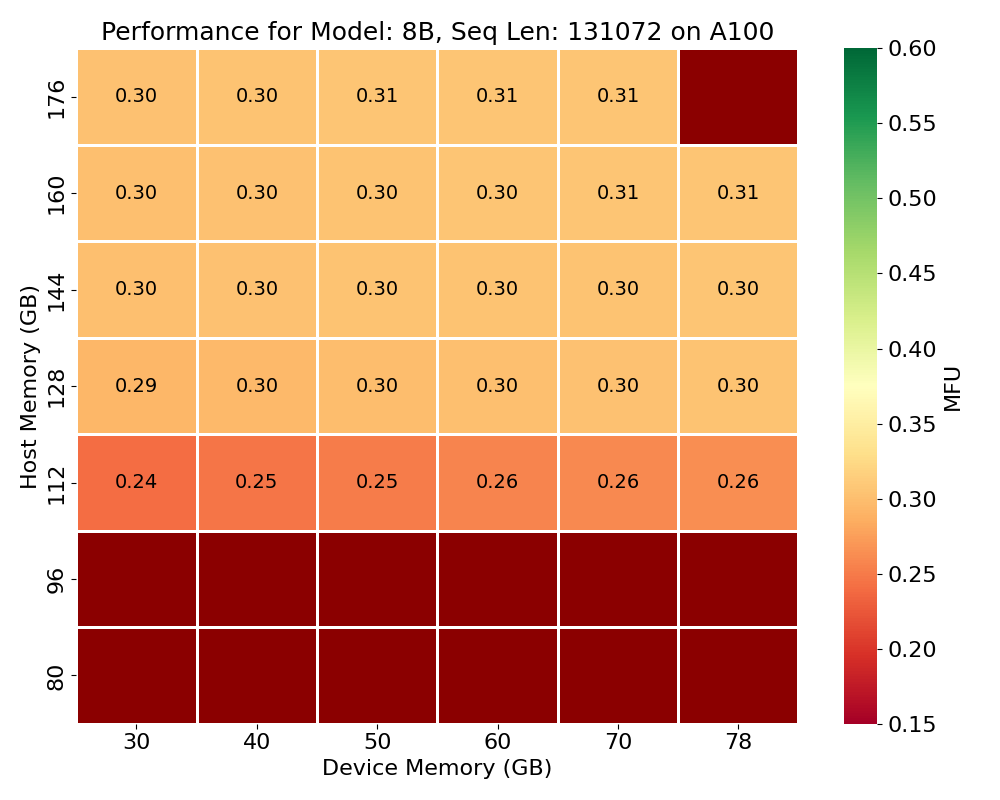 Performance for Model: 8B, Seq Len: 131072 on A100
176 0.30 0.30 0.31 0.31 0.31
160 0.30 0.30 0.30 0.30 0.31 0.31
144 0.30 0.30 0.30 0.30 0.30 0.30
128 0.29 0.30 0.30 0.30 0.30 0.30
112 0.24 0.25 0.25 0.26 0.26 0.26
96
80
Host Memory (GB)
30 40 50 60 70 78
Device Memory (GB)
0.60
0.55
0.50
0.45
0.40
0.35
0.30
0.25
0.20
0.15
MFU